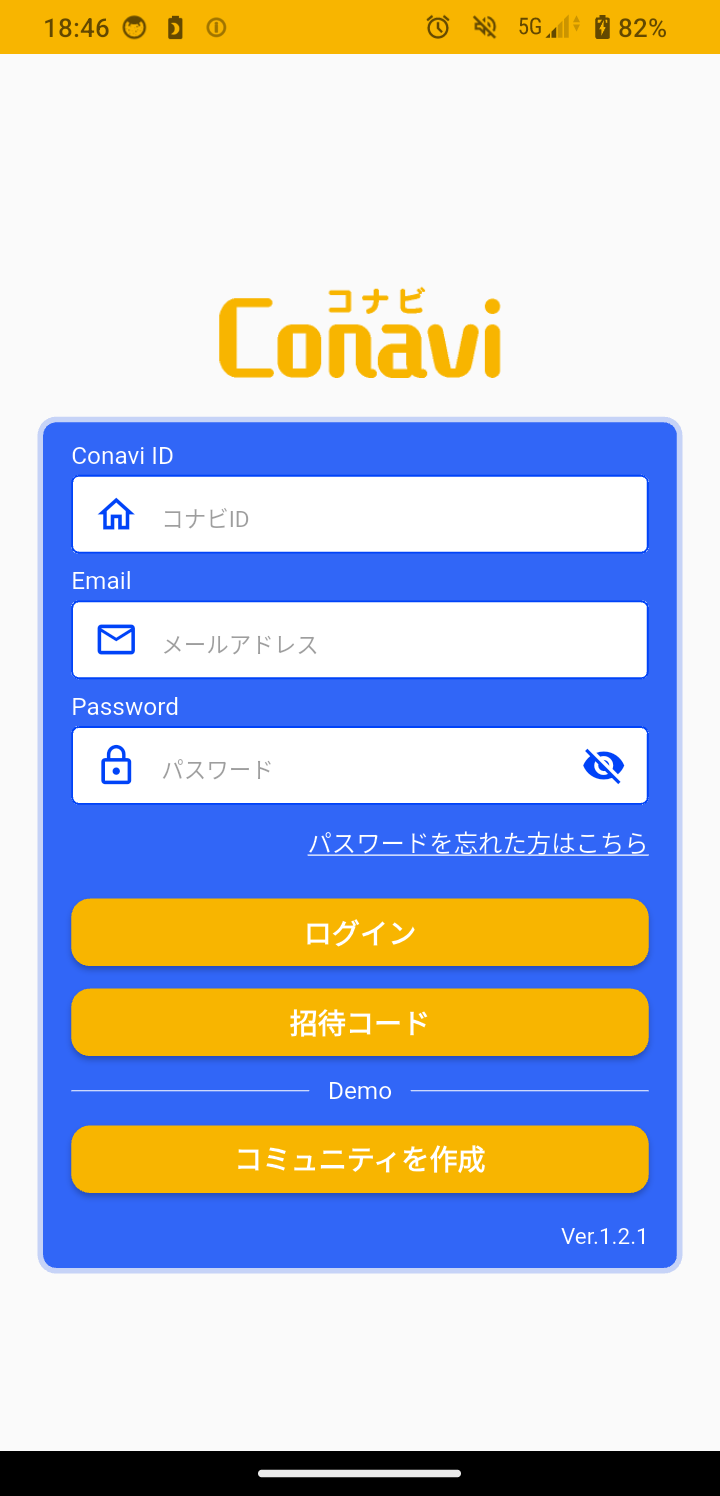 18:46 5G 82%
コナビ
Conavi
Conavi ID
コナビID
Email
メールアドレス
Password
パスワード
パスワードを忘れた方はこちら
ログイン
招待コード
Demo
コミュニティを作成
Ver.1.2.1